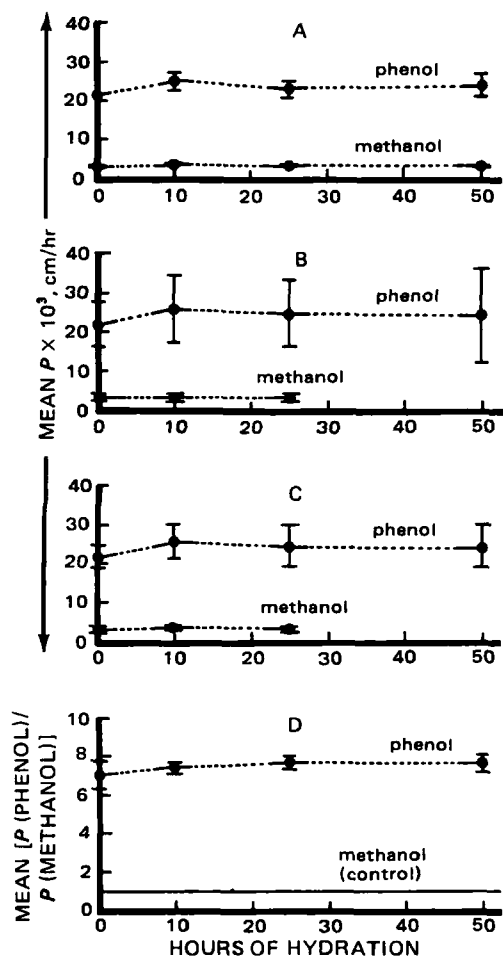 A
40
30
20
10
0
phenol
methanol
0 10 20 30 40 50
B
40
30
20
10
0
phenol
methanol
0 10 20 30 40 50
MEAN P × 10³, cm/hr
C
40
30
20
10
0
phenol
methanol
0 10 20 30 40 50
D
10
8
6
4
2
0
phenol
methanol
(control)
0 10 20 30 40 50
MEAN [P (PHENOL)/
P (METHANOL)]
HOURS OF HYDRATION